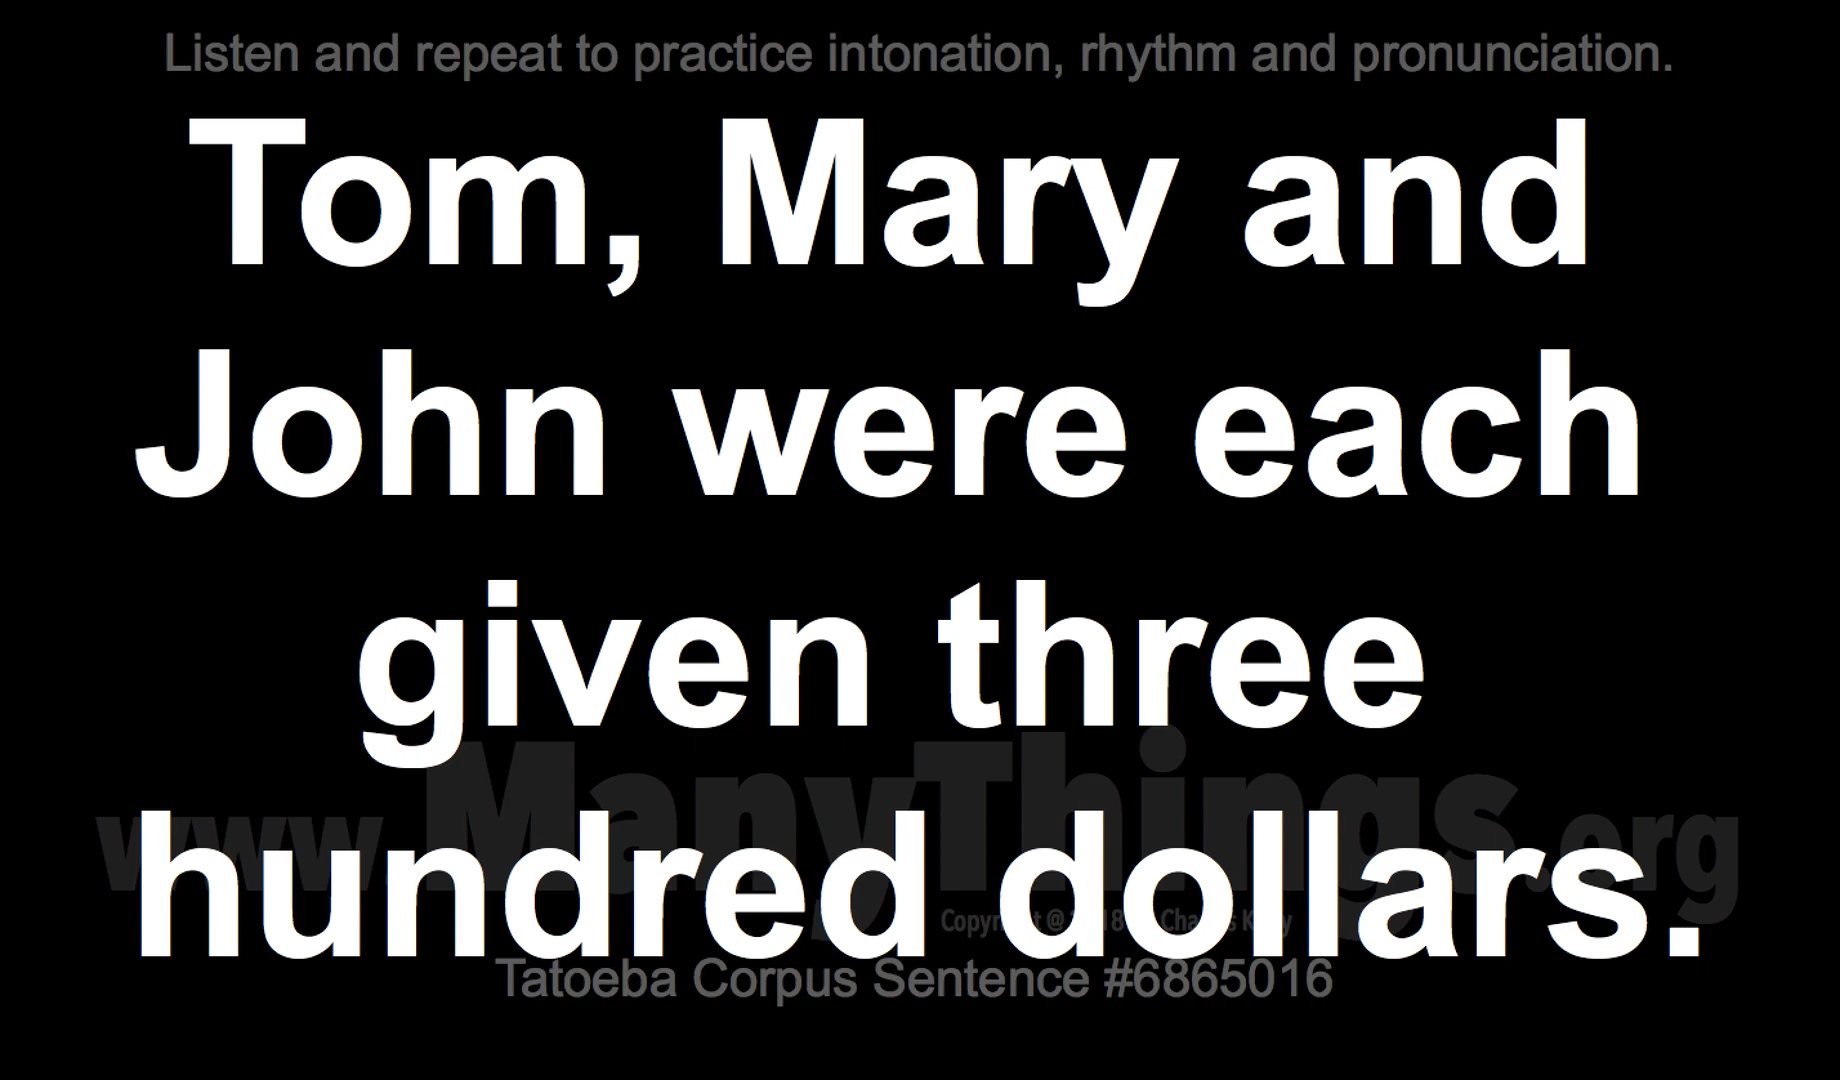 Listen and repeat to practice intonation, rhythm and pronunciation.
Tom, Mary and
John were each
given three
hundred dollars.
www.ManyThings.org
Tatoeba Corpus Sentence #6865016